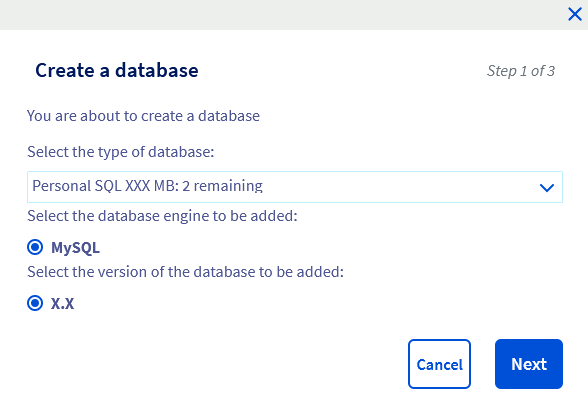 Create a database
Step 1 of 3
You are about to create a database
Select the type of database:
Personal SQL XXX MB: 2 remaining
Select the database engine to be added:
MySQL
Select the version of the database to be added:
X.X
Cancel
Next